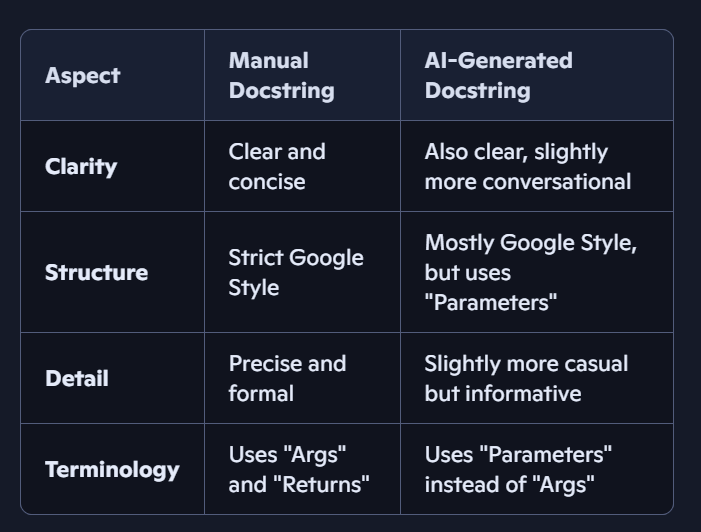 Aspect
Manual
Docstring
AI-Generated
Docstring
Clarity
Clear and
concise
Also clear, slightly
more conversational
Structure
Strict Google
Style
Mostly Google Style,
but uses
"Parameters"
Detail
Precise and
formal
Slightly more casual
but informative
Terminology
Uses "Args"
and "Returns"
Uses "Parameters"
instead of "Args"